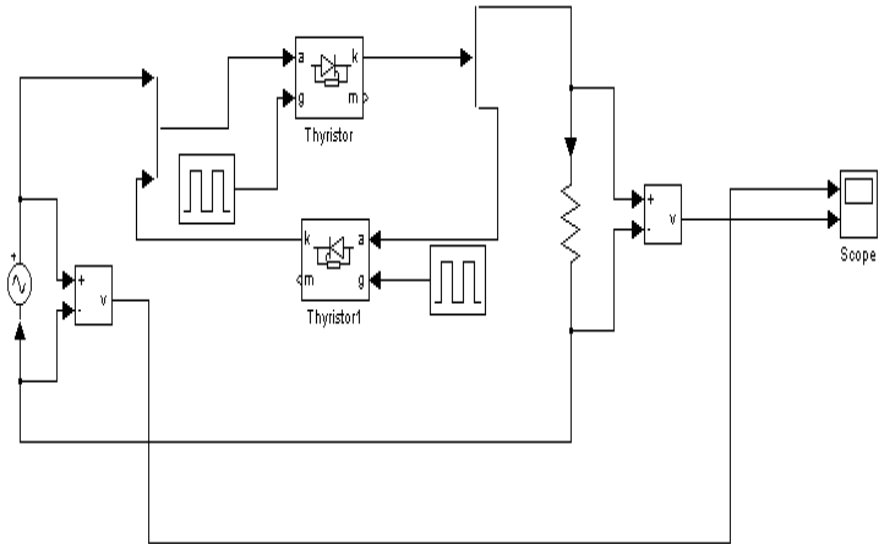 a k
g m
Thyristor
k a
m g
Thyristor1
+
+
- v
+
- v
Scope